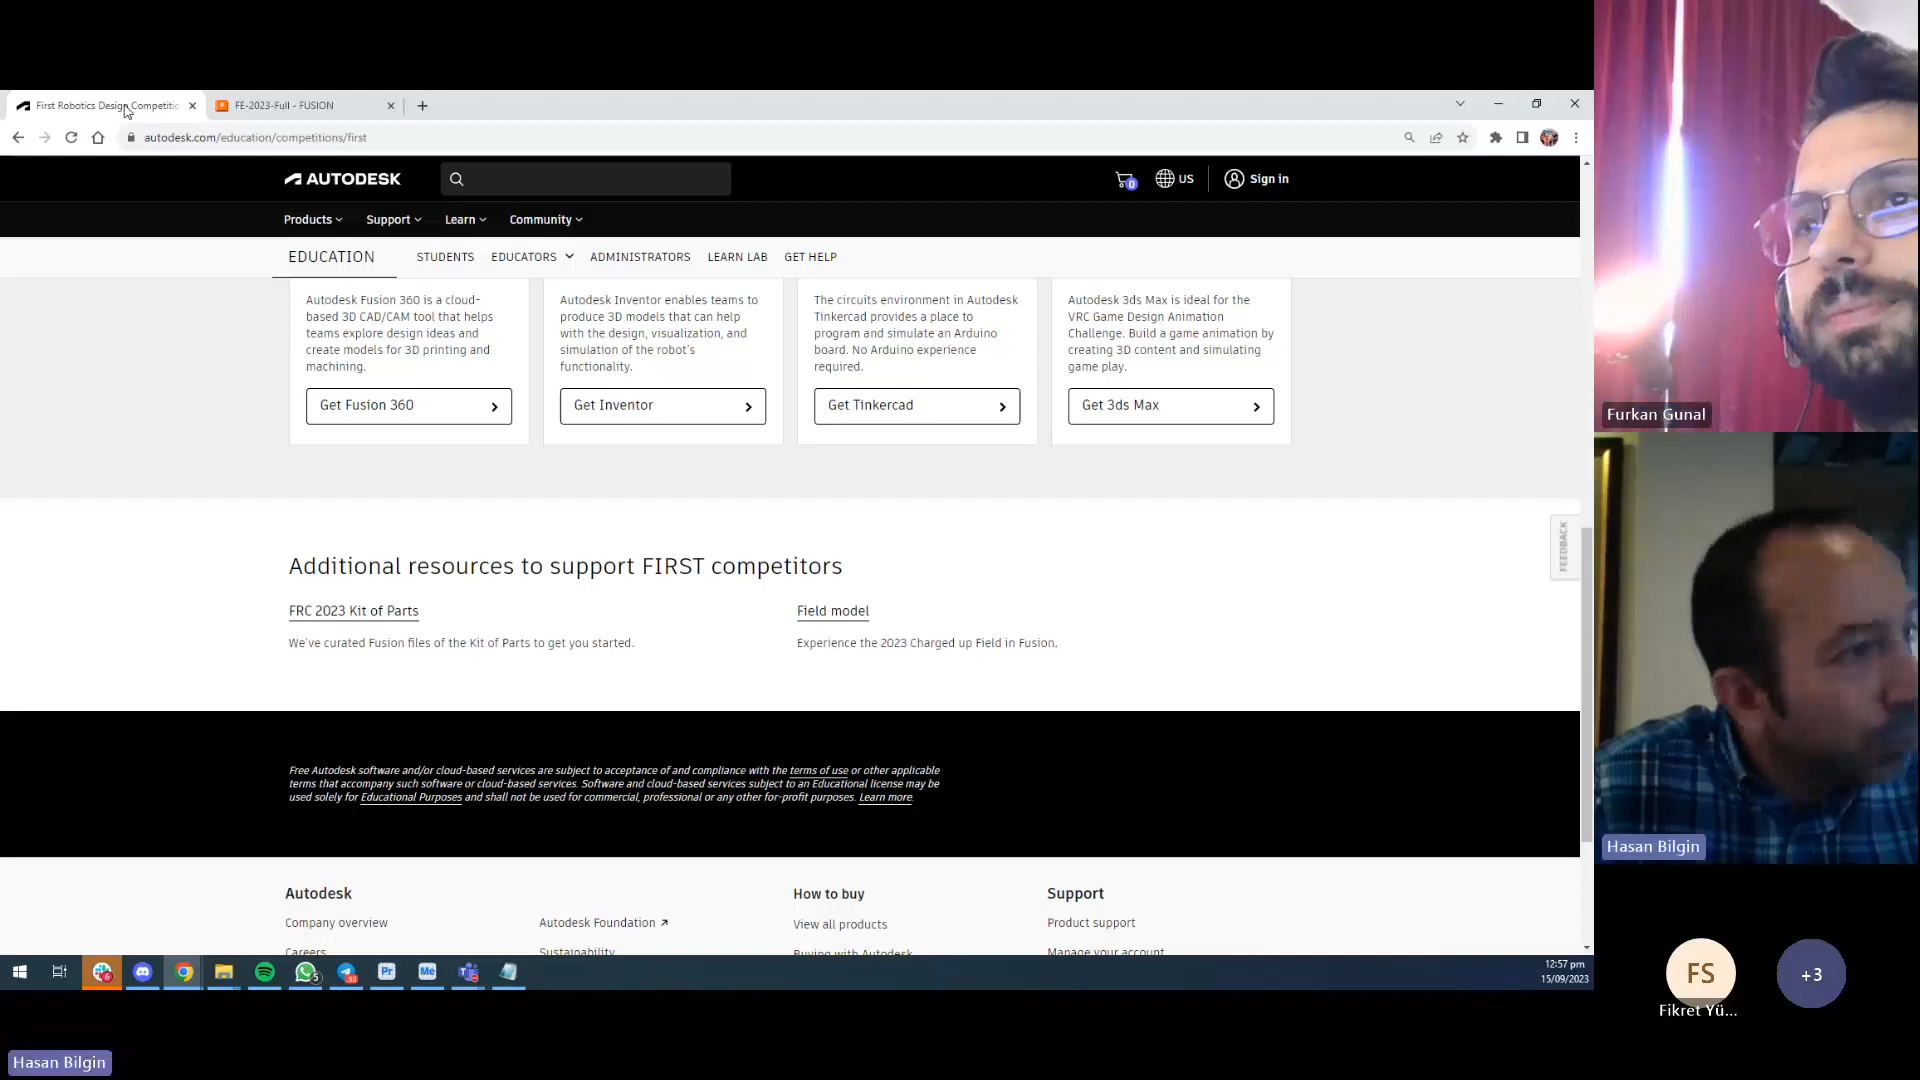 First Robotics Design Competitic
FE-2023-Full - FUSION
autodesk.com/education/competitions/first
AUTODESK
0
US
Sign in
Products
Support
Learn
Community
EDUCATION
STUDENTS
EDUCATORS
ADMINISTRATORS
LEARN LAB
GET HELP
Autodesk Fusion 360 is a cloud-
based 3D CAD/CAM tool that helps
teams explore design ideas and
create models for 3D printing and
machining.
Get Fusion 360
Autodesk Inventor enables teams to
produce 3D models that can help
with the design, visualization, and
simulation of the robot's
functionality.
Get Inventor
The circuits environment in Autodesk
Tinkercad provides a place to
program and simulate an Arduino
board. No Arduino experience
required.
Get Tinkercad
Autodesk 3ds Max is ideal for the
VRC Game Design Animation
Challenge. Build a game animation by
creating 3D content and simulating
game play.
Get 3ds Max
FEEDBACK
Additional resources to support FIRST competitors
FRC 2023 Kit of Parts
We've curated Fusion files of the Kit of Parts to get you started.
Field model
Experience the 2023 Charged up Field in Fusion.
Free Autodesk software and/or cloud-based services are subject to acceptance of and compliance with the terms of use or other applicable
terms that accompany such software or cloud-based services. Software and cloud-based services subject to an Educational license may be
used solely for Educational Purposes and shall not be used for commercial, professional or any other for-profit purposes. Learn more.
Autodesk
Company overview
Careers
Autodesk Foundation
Sustainability
How to buy
View all products
Buying with Autodesk
Support
Product support
Manage your account
Pr
Me
5
12:57 pm
15/09/2023
Furkan Gunal
Hasan Bilgin
FS
Fikret Yü...
+3
Hasan Bilgin